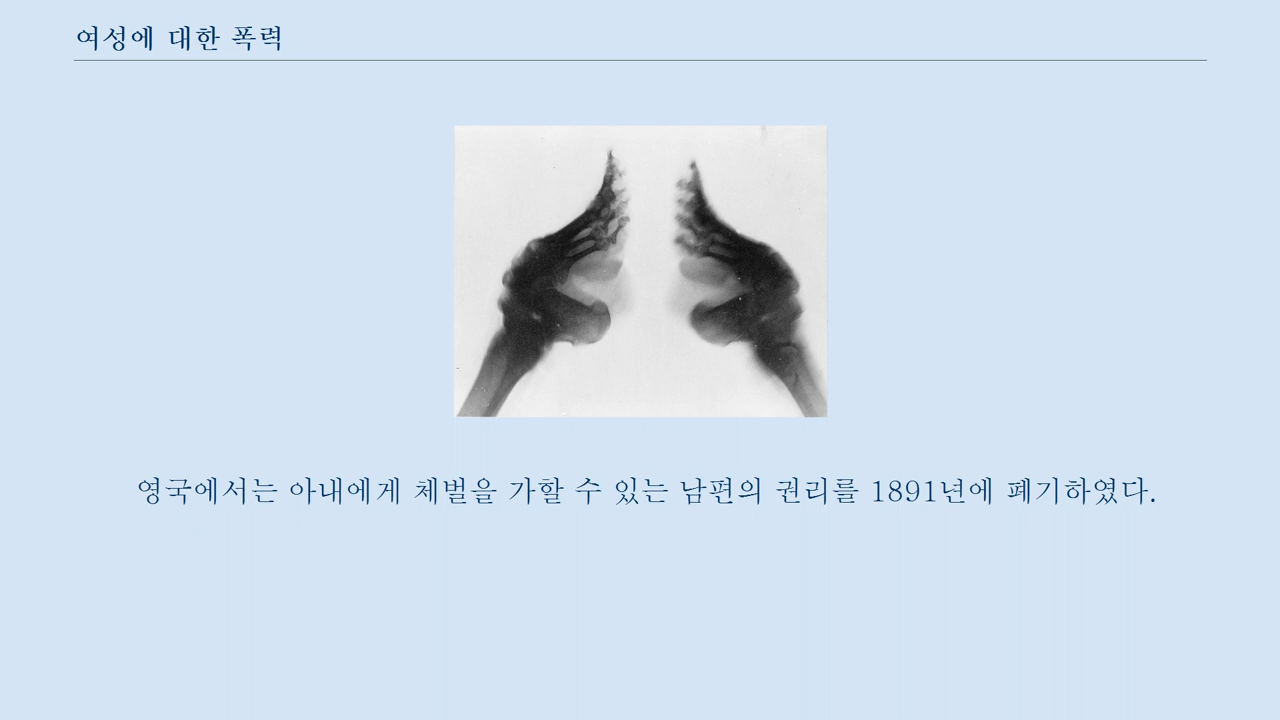 여성에 대한 폭력
영국에서는 아내에게 체벌을 가할 수 있는 남편의 권리를 1891년에 폐기하였다.